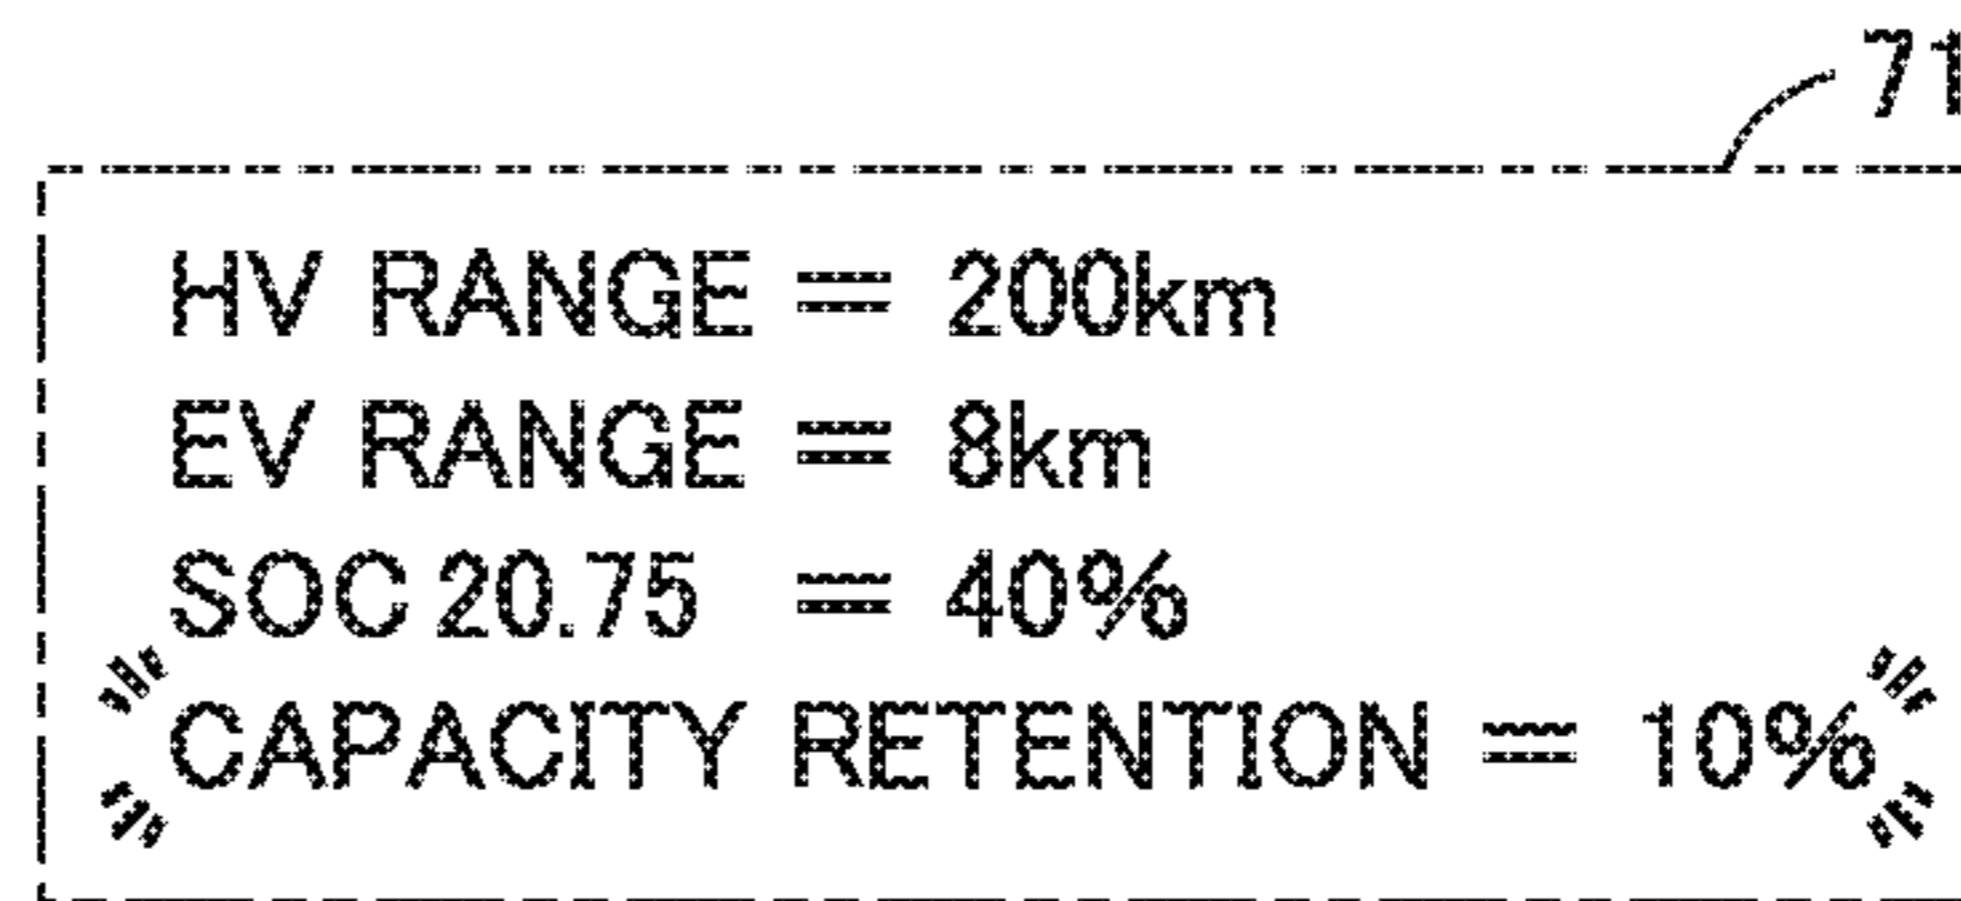 71
HV RANGE = 200km
EV RANGE = 8km
SOC 20.75 = 40%
CAPACITY RETENTION = 10%